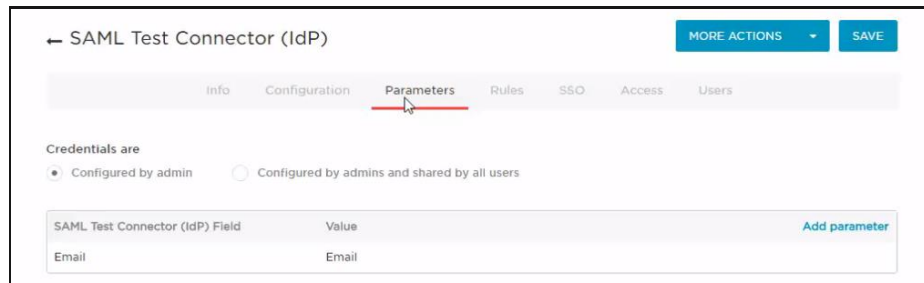 ← SAML Test Connector (IdP) MORE ACTIONS SAVE
Info Configuration Parameters Rules SSO Access Users
Credentials are
Configured by admin Configured by admins and shared by all users
SAML Test Connector (IdP) Field Value Add parameter
Email Email